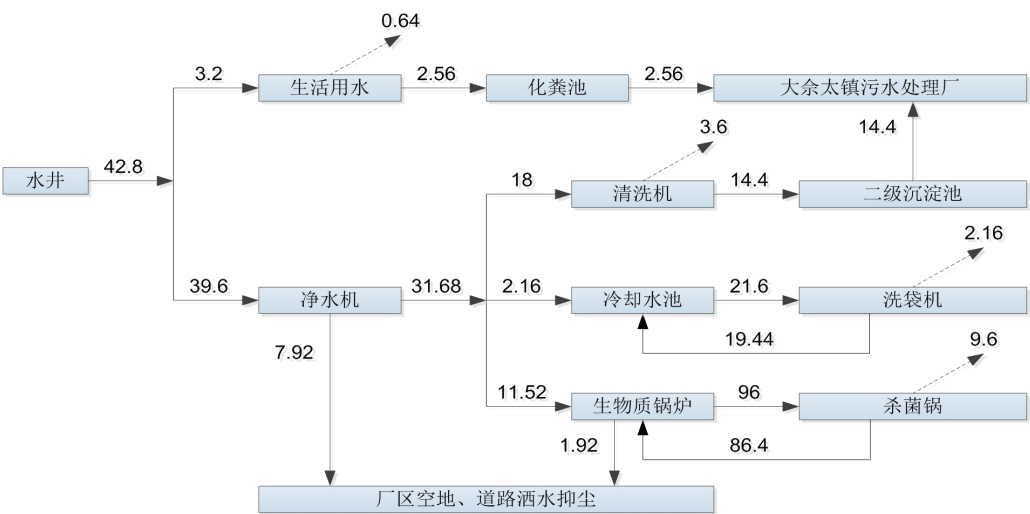 0.64
3.2
生活用水
2.56
化粪池
2.56
大佘太镇污水处理厂
14.4
3.6
水井
42.8
18
清洗机
14.4
二级沉淀池
2.16
39.6
净水机
31.68
2.16
冷却水池
21.6
洗袋机
19.44
7.92
9.6
11.52
生物质锅炉
96
杀菌锅
1.92
86.4
厂区空地、道路洒水抑尘